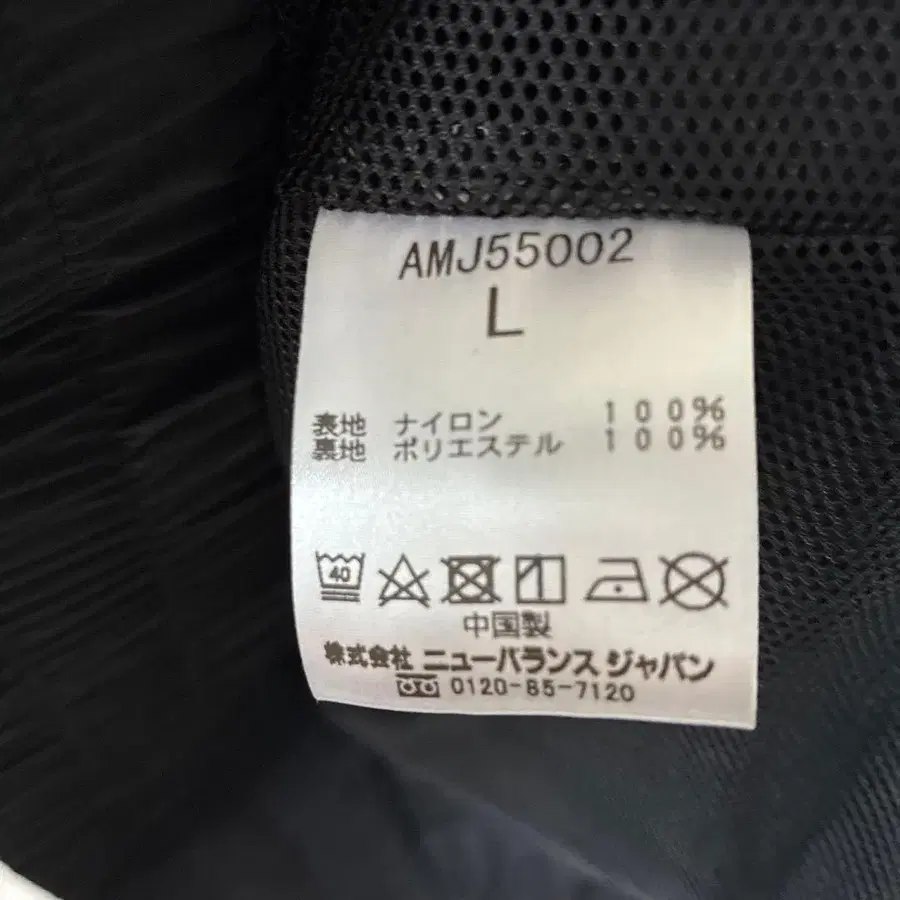 AMJ55002
L
表地 ナイロン 100%
裏地 ポリエステル 100%
40
中国製
株式会社 ニューバランス ジャパン
0120-85-7120